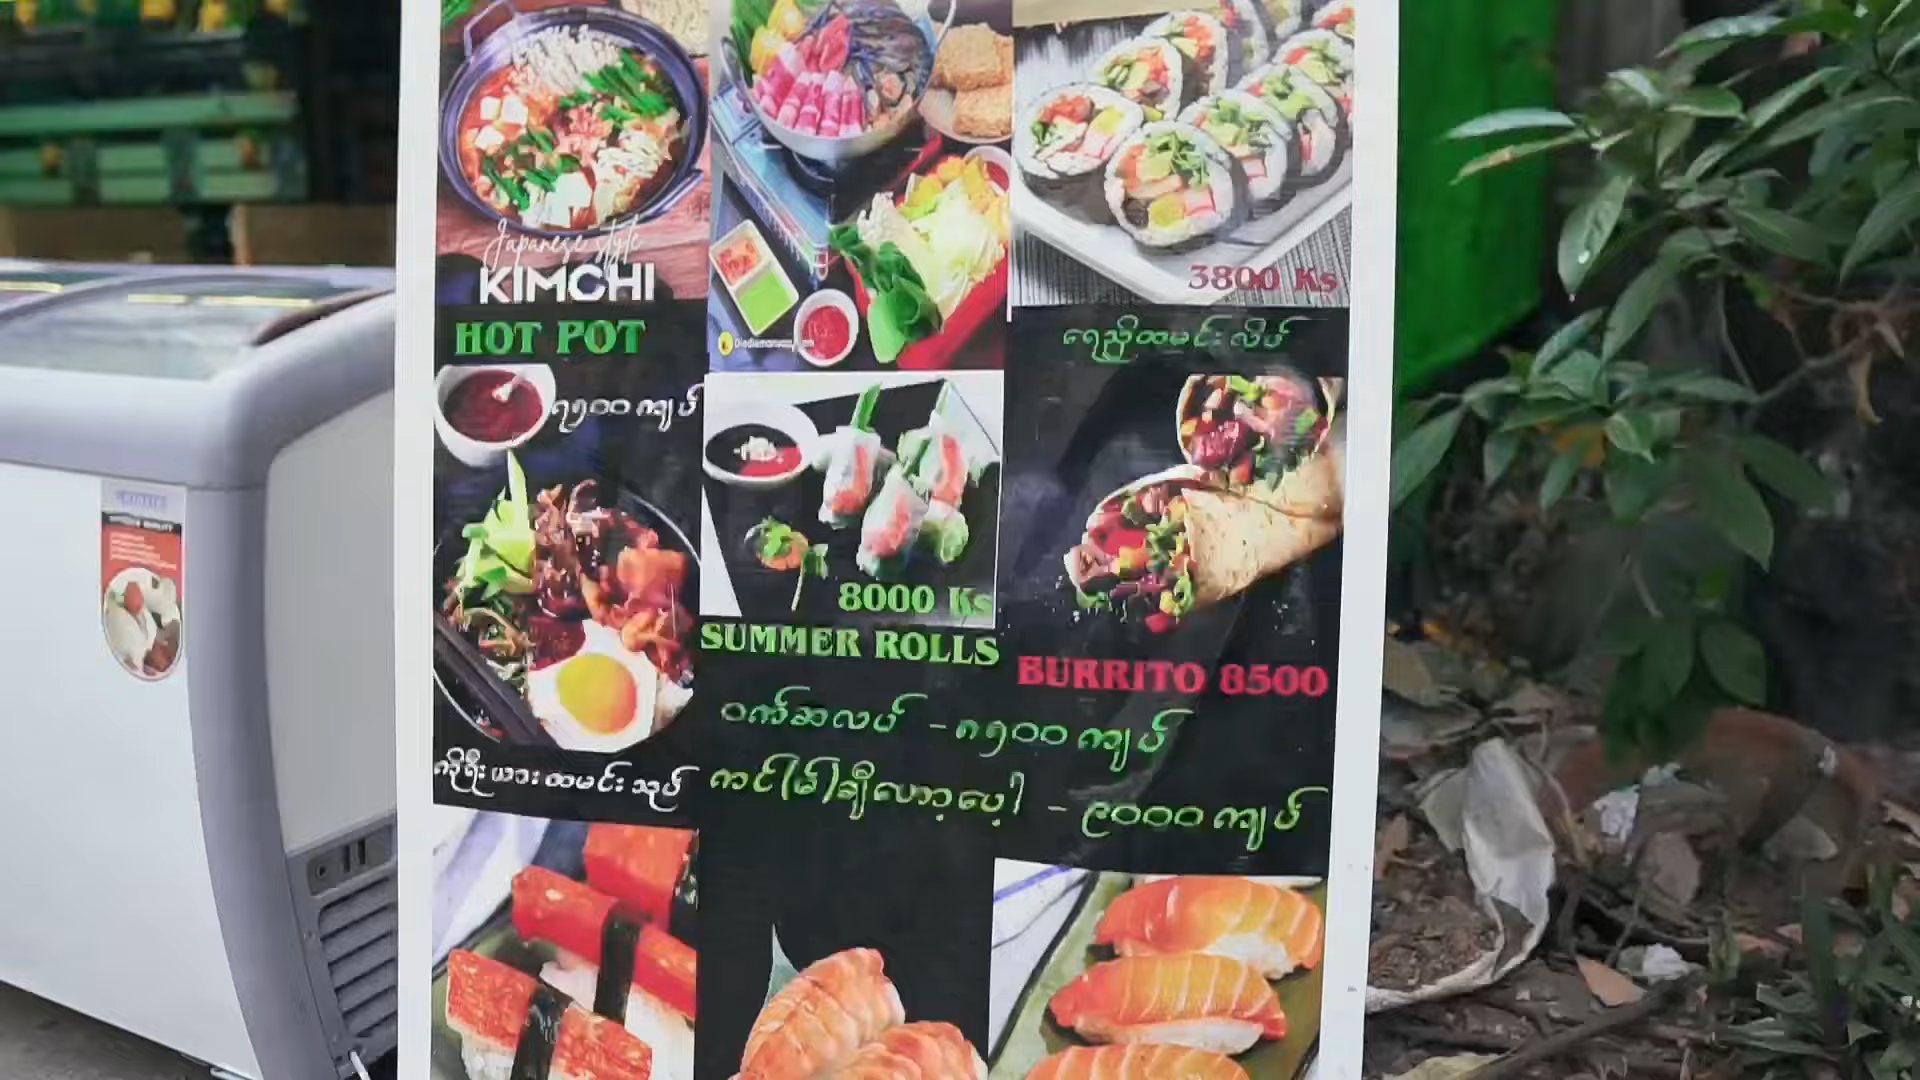 Japanese style
KIMCHI
HOT POT
3800 Ks
ရေညှိထမင်းလိပ်
၇၅၀၀ ကျပ်
8000 Ks
SUMMER ROLLS
BURRITO 8500
ဝက်ဆလပ် - ၈၅၀၀ ကျပ်
ကိုရီးယားထမင်းသုပ်
ကင်(မ်)ချီလော့ပေ့ါ - ၉၀၀၀ ကျပ်